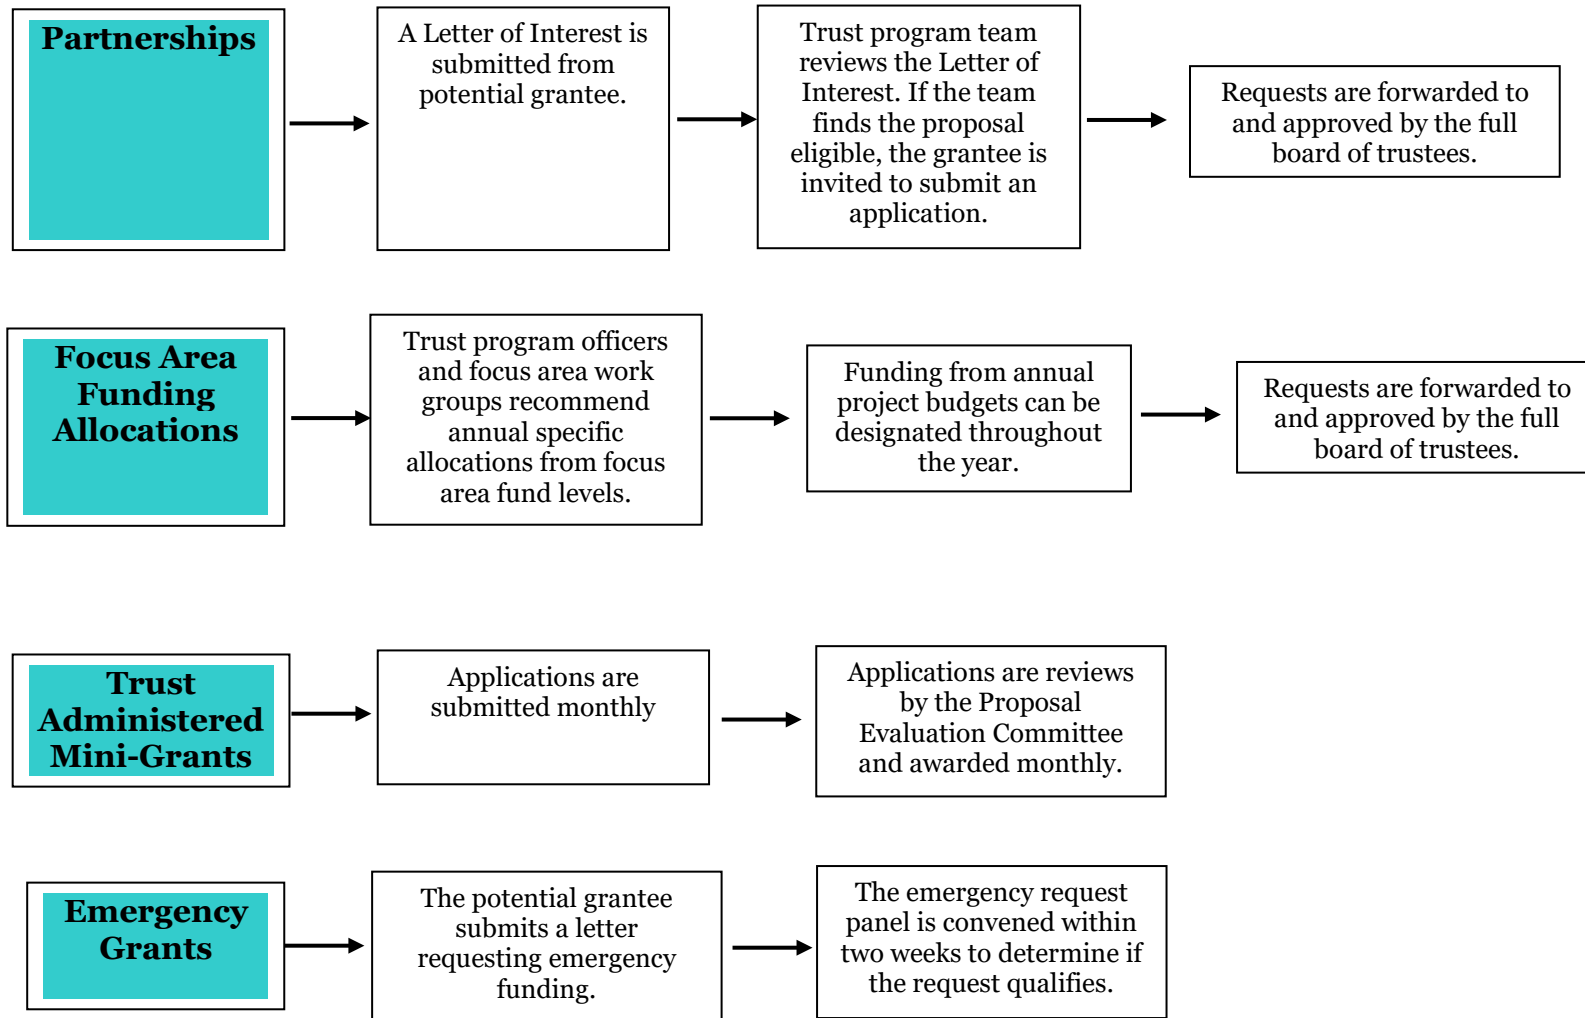 Partnerships
A Letter of Interest is
submitted from
potential grantee.
Trust program team
reviews the Letter of
Interest. If the team
finds the proposal
eligible, the grantee is
invited to submit an
application.
Requests are forwarded to
and approved by the full
board of trustees.
Focus Area
Funding
Allocations
Trust program officers
and focus area work
groups recommend
annual specific
allocations from focus
area fund levels.
Funding from annual
project budgets can be
designated throughout
the year.
Requests are forwarded to
and approved by the full
board of trustees.
Trust
Administered
Mini-Grants
Applications are
submitted monthly
Applications are reviews
by the Proposal
Evaluation Committee
and awarded monthly.
Emergency
Grants
The potential grantee
submits a letter
requesting emergency
funding.
The emergency request
panel is convened within
two weeks to determine if
the request qualifies.